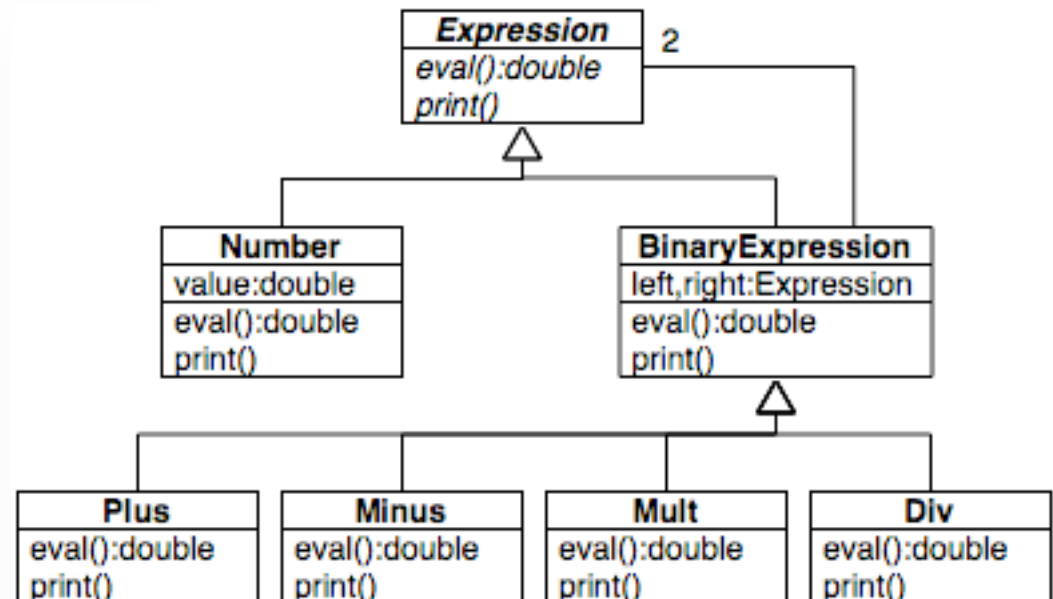 Expression
2
eval():double
print()
Number
value:double
eval():double
print()
BinaryExpression
left,right:Expression
eval():double
print()
Plus
eval():double
print()
Minus
eval():double
print()
Mult
eval():double
print()
Div
eval():double
print()